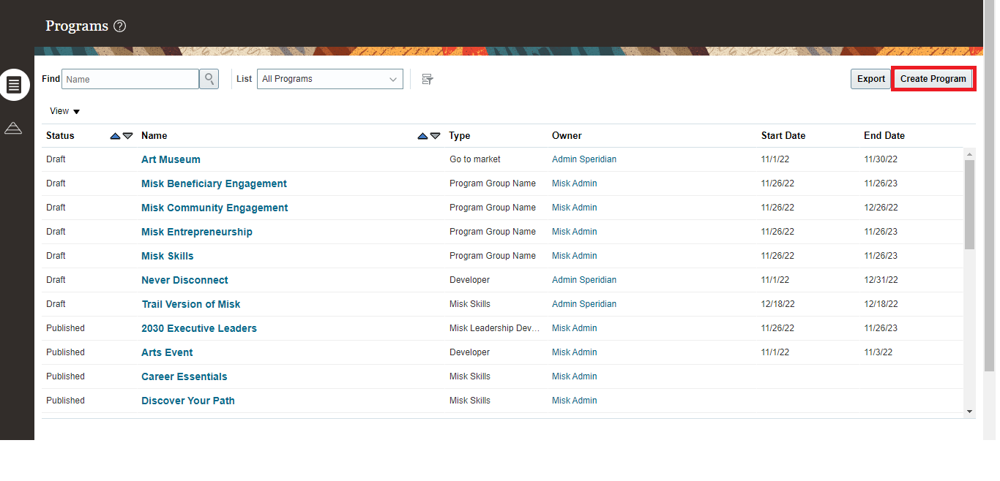 Programs ?
Find Name List All Programs Export Create Program
View
Status Name Type Owner Start Date End Date
Draft Art Museum Go to market Admin Speridian 11/1/22 11/30/22
Draft Misk Beneficiary Engagement Program Group Name Misk Admin 11/26/22 11/26/23
Draft Misk Community Engagement Program Group Name Misk Admin 11/26/22 12/26/22
Draft Misk Entrepreneurship Program Group Name Misk Admin 11/26/22 11/26/23
Draft Misk Skills Program Group Name Misk Admin 11/26/22 11/26/23
Draft Never Disconnect Developer Admin Speridian 11/1/22 12/31/22
Draft Trail Version of Misk Misk Skills Admin Speridian 12/18/22 12/18/22
Published 2030 Executive Leaders Misk Leadership Dev... Misk Admin 11/26/22 11/26/23
Published Arts Event Developer Misk Admin 11/1/22 11/3/22
Published Career Essentials Misk Skills Misk Admin
Published Discover Your Path Misk Skills Misk Admin